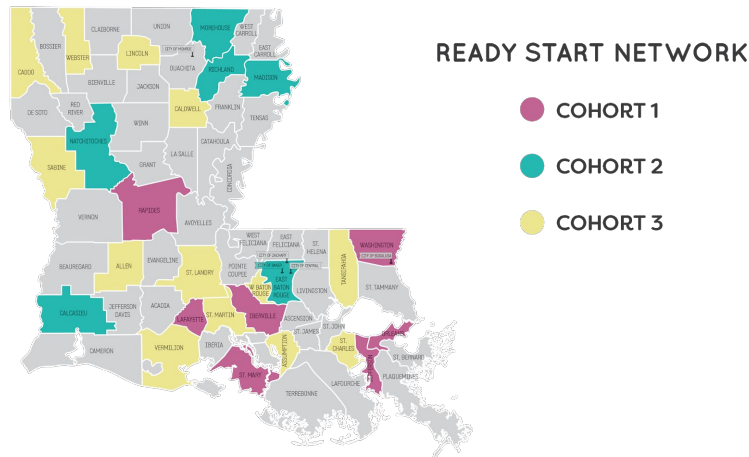 READY START NETWORK
COHORT 1
COHORT 2
COHORT 3
CADDO
BOSSIER
WEBSTER
CLAIBORNE
LINCOLN
UNION
CITY OF MONROE
OUACHITA
MOREHOUSE
WEST
CARROLL
EAST
CARROLL
RICHLAND
MADISON
BIENVILLE
JACKSON
CALDWELL
FRANKLIN
TENSAS
DE SOTO
RED
RIVER
NATCHITOCHES
WINN
LA SALLE
CATAHOULA
CONCORDIA
SABINE
GRANT
VERNON
RAPIDES
AVOYELLES
BEAUREGARD
ALLEN
EVANGELINE
ST. LANDRY
POINTE
COUPEE
WEST
FELICIANA
EAST
FELICIANA
ST.
HELENA
TANGIPAHOA
WASHINGTON
CITY OF BOGALUSA
CITY OF ZACHARY
CITY OF BAKER
CITY OF CENTRAL
W. BATON
ROUGE
EAST
BATON
ROUGE
LIVINGSTON
ST. TAMMANY
CALCASIEU
JEFFERSON
DAVIS
ACADIA
LAFAYETTE
ST. MARTIN
IBERVILLE
ASCENSION
ST. JAMES
ST. JOHN
ORLEANS
CAMERON
VERMILION
IBERIA
ST. MARY
ASSUMPTION
ST.
CHARLES
JEFFERSON
ST. BERNARD
PLAQUEMINES
TERREBONNE
LAFOURCHE